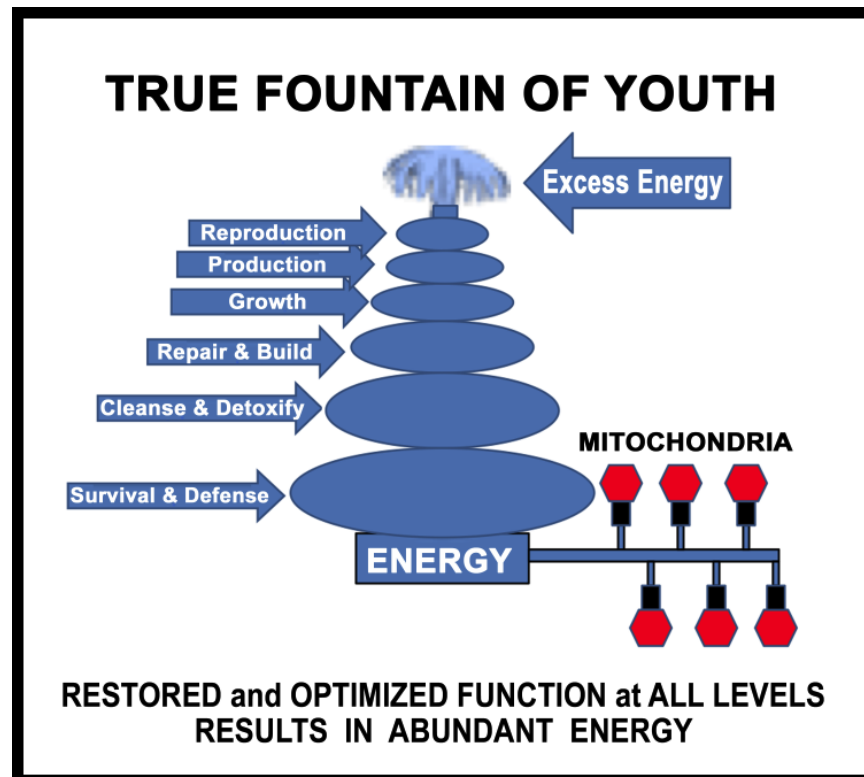 TRUE FOUNTAIN OF YOUTH
Excess Energy
Reproduction
Production
Growth
Repair & Build
Cleanse & Detoxify
MITOCHONDRIA
Survival & Defense
ENERGY
RESTORED and OPTIMIZED FUNCTION at ALL LEVELS
RESULTS IN ABUNDANT ENERGY